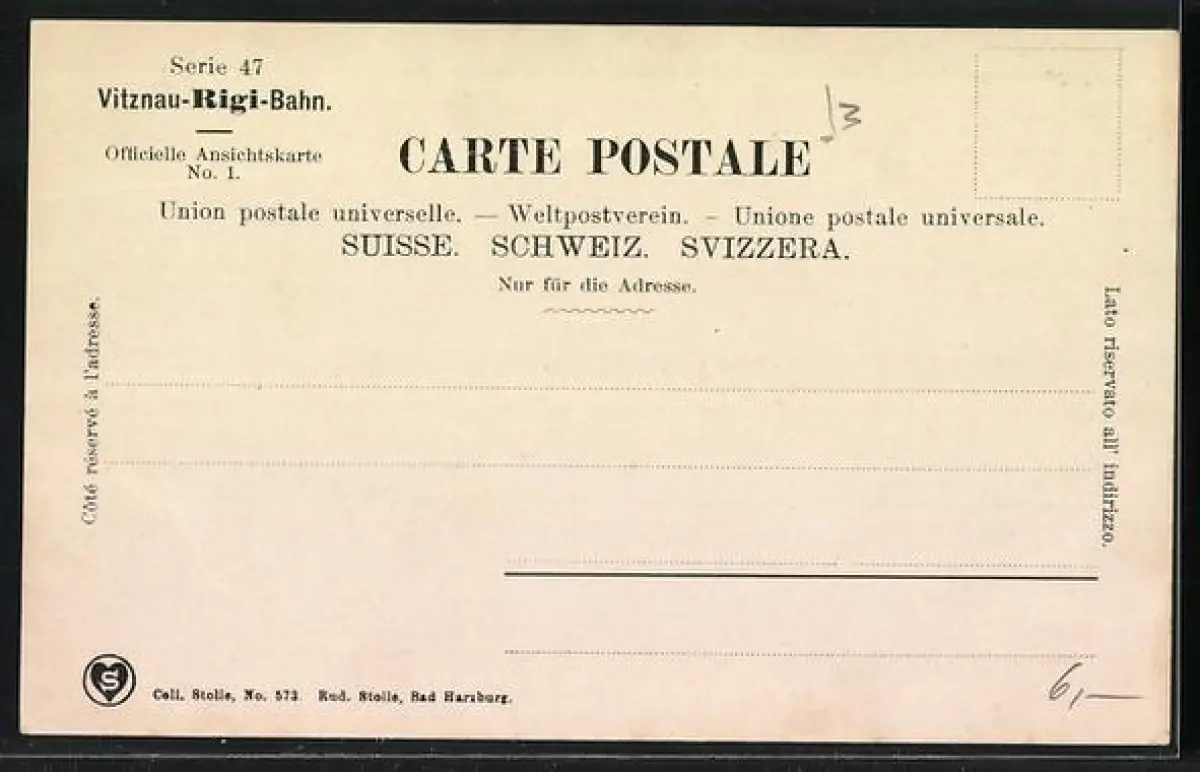 Serie 47
Vitznau-Rigi-Bahn.
Officielle Ansichtskarte
No. 1.
CARTE POSTALE
Union postale universelle. — Weltpostverein. – Unione postale universale.
SUISSE. SCHWEIZ. SVIZZERA.
Nur für die Adresse.
Côté réservé à l'adresse.
Lato riservato all' indirizzo.
6,—
S
Coll. Stolle, No. 573 Rud. Stolle, Bad Harzburg.